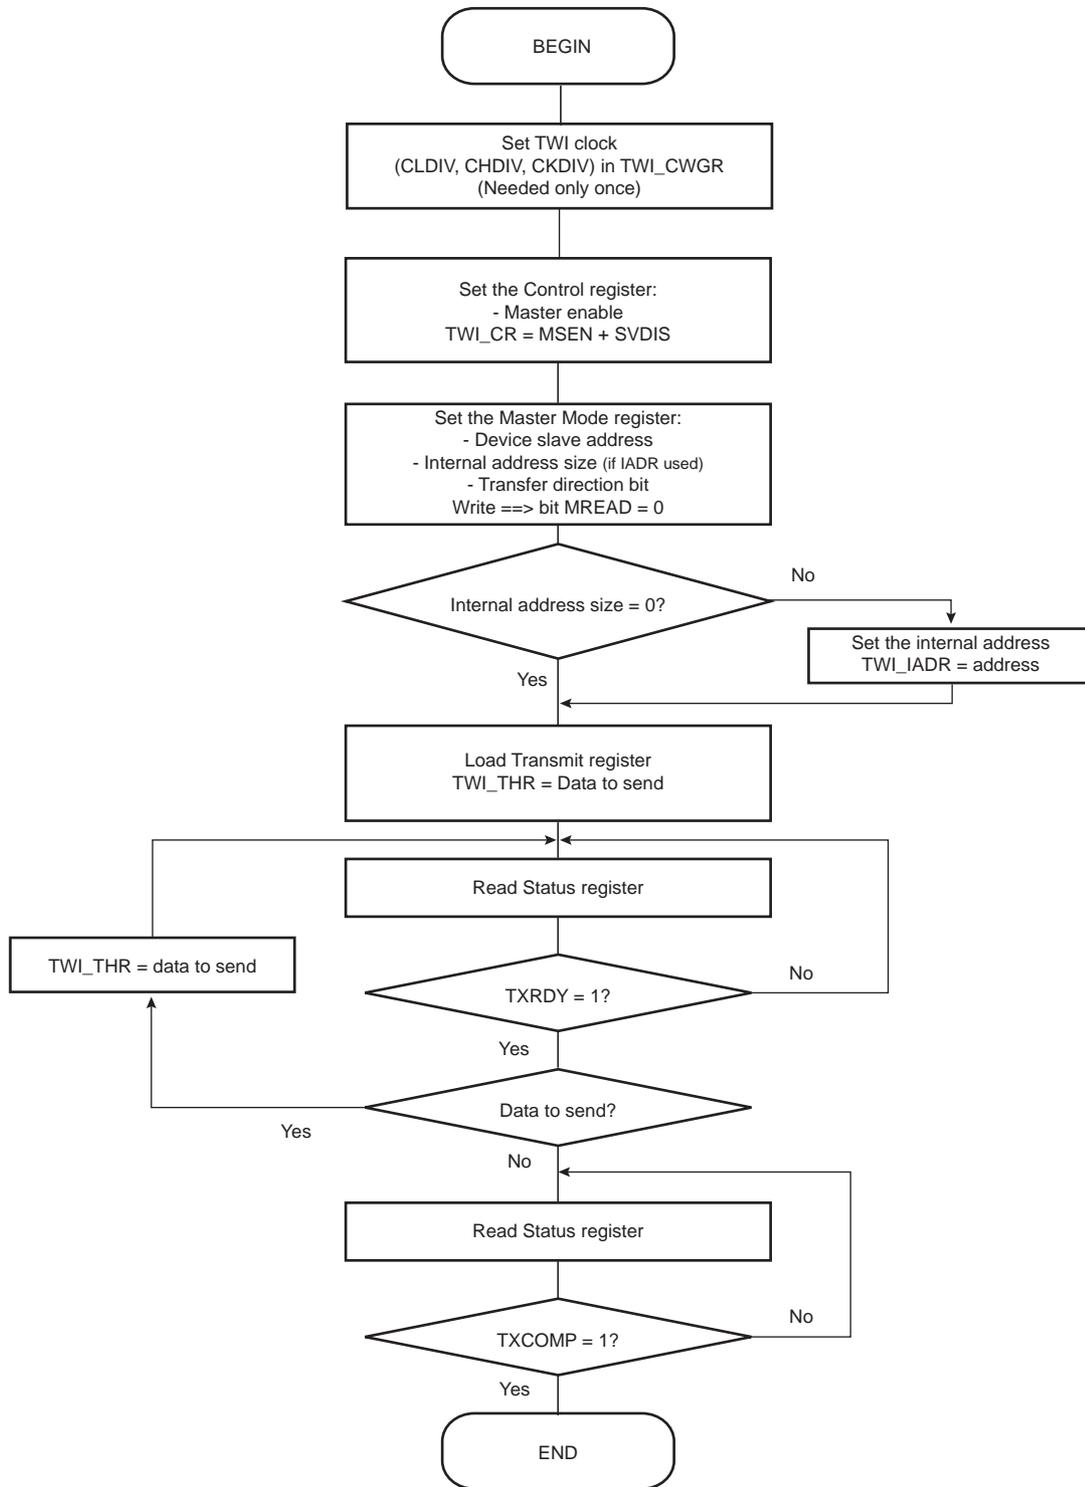 BEGIN
Set TWI clock
(CLDIV, CHDIV, CKDIV) in TWI_CWGR
(Needed only once)
Set the Control register:
- Master enable
TWI_CR = MSEN + SVDIS
Set the Master Mode register:
- Device slave address
- Internal address size (if IADR used)
- Transfer direction bit
Write ==> bit MREAD = 0
No
Internal address size = 0?
Set the internal address
TWI_IADR = address
Yes
Load Transmit register
TWI_THR = Data to send
Read Status register
TWI_THR = data to send
No
TXRDY = 1?
Yes
Data to send?
Yes
No
Read Status register
No
TXCOMP = 1?
Yes
END